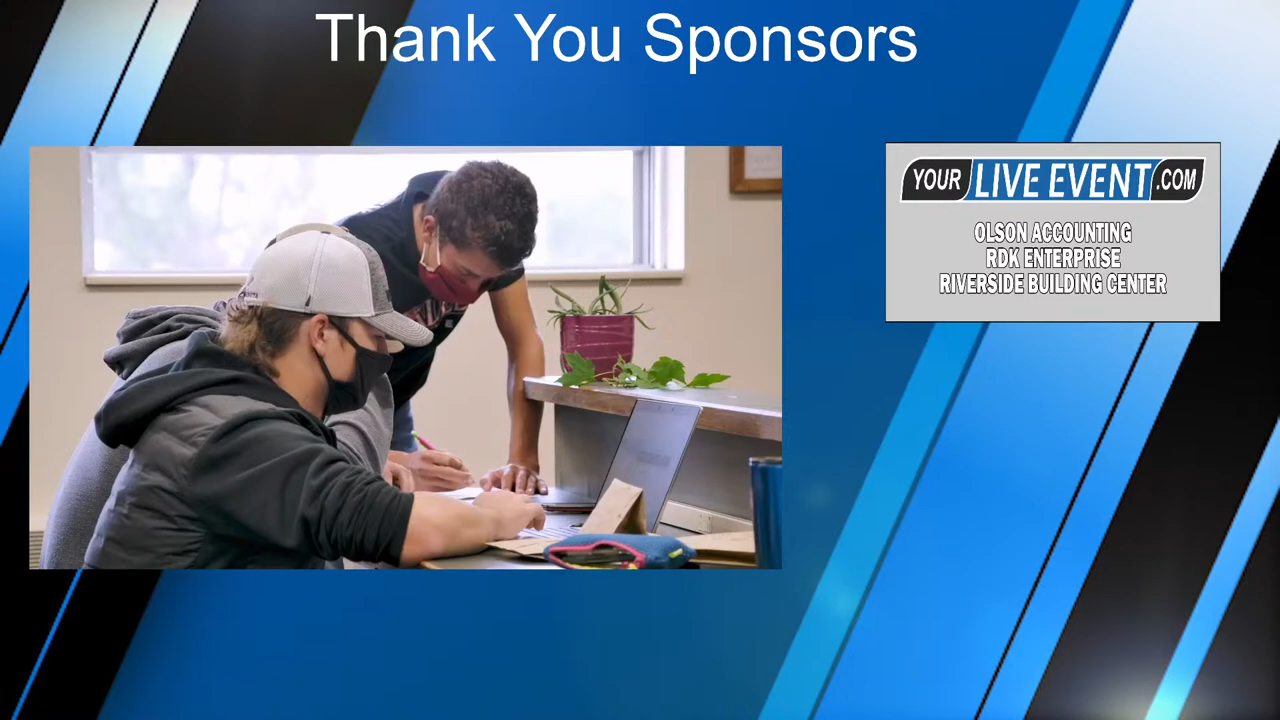 Thank You Sponsors
YOUR LIVE EVENT .COM
OLSON ACCOUNTING
RDK ENTERPRISE
RIVERSIDE BUILDING CENTER